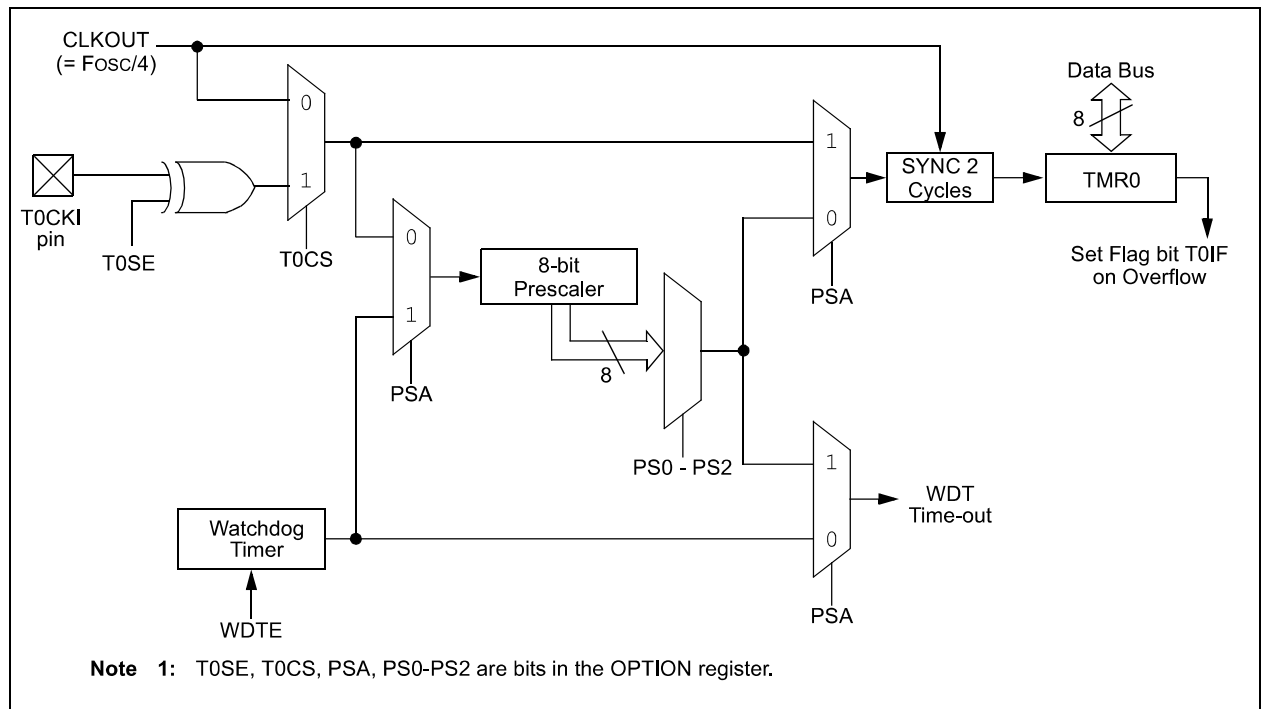 CLKOUT
(= FOSC/4)
Data Bus
8
0
1
1
0
SYNC 2
Cycles
TMR0
T0CKI
pin
T0SE
T0CS
0
1
8-bit
Prescaler
PSA
Set Flag bit T0IF
on Overflow
8
PSA
PS0 - PS2
1
0
WDT
Time-out
Watchdog
Timer
PSA
WDTE
Note 1: T0SE, T0CS, PSA, PS0-PS2 are bits in the OPTION register.